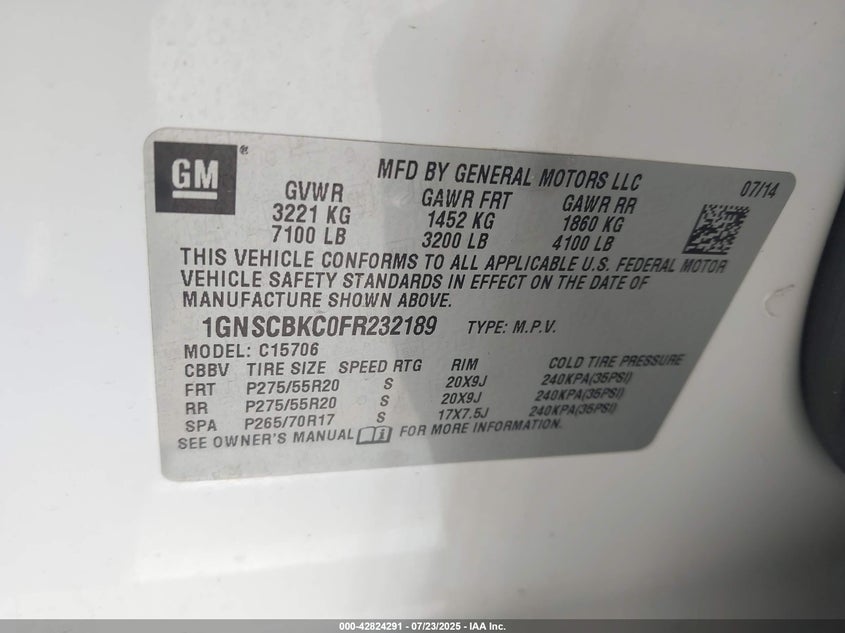 GM®
MFD BY GENERAL MOTORS LLC 07/14
GVWR GAWR FRT GAWR RR
3221 KG 1452 KG 1860 KG
7100 LB 3200 LB 4100 LB
THIS VEHICLE CONFORMS TO ALL APPLICABLE U.S. FEDERAL MOTOR
VEHICLE SAFETY STANDARDS IN EFFECT ON THE DATE OF
MANUFACTURE SHOWN ABOVE.
1GNSCBKC0FR232189 TYPE: M.P.V.
MODEL: C15706
CBBV TIRE SIZE SPEED RTG RIM COLD TIRE PRESSURE
FRT P275/55R20 S 20X9J 240KPA(35PSI)
RR P275/55R20 S 20X9J 240KPA(35PSI)
SPA P265/70R17 S 17X7.5J 240KPA(35PSI)
SEE OWNER'S MANUAL FOR MORE INFORMATION.
000-42824291 - 07/23/2025 - IAA Inc.